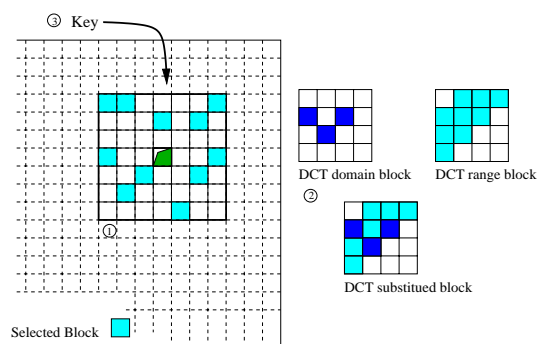 ③ Key
DCT domain block
DCT range block
②
①
DCT substitued block
Selected Block